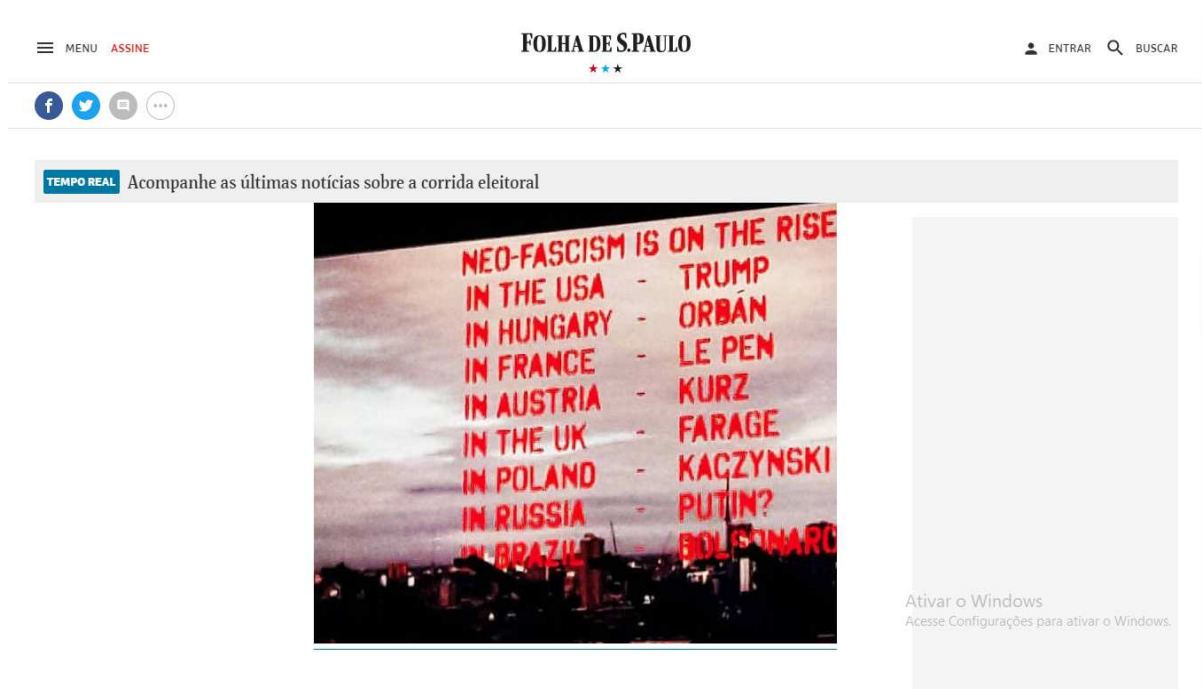 MENU
ASSINE
FOLHA DE S.PAULO
ENTRAR
BUSCAR
TEMPO REAL
Acompanhe as últimas notícias sobre a corrida eleitoral
NEO-FASCISM IS ON THE RISE
IN THE USA - TRUMP
IN HUNGARY - ORBÁN
IN FRANCE - LE PEN
IN AUSTRIA - KURZ
IN THE UK - FARAGE
IN POLAND - KACZYNSKI
IN RUSSIA - PUTIN?
IN BRAZIL - BOLSONARO
Ativar o Windows
Acesse Configurações para ativar o Windows.